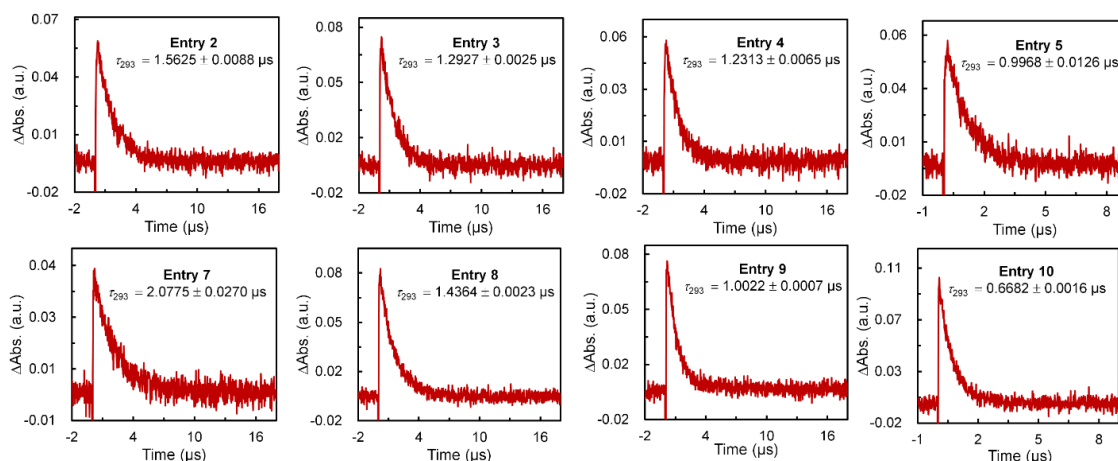 0.07
0.04
0.01
-0.02
ΔAbs. (a.u.)
Entry 2
τ293 = 1.5625 ± 0.0088 µs
-2 4 10 16
Time (µs)
0.08
0.05
0.02
-0.02
ΔAbs. (a.u.)
Entry 3
τ293 = 1.2927 ± 0.0025 µs
-2 4 10 16
Time (µs)
0.06
0.04
0.01
-0.02
ΔAbs. (a.u.)
Entry 4
τ293 = 1.2313 ± 0.0065 µs
-2 4 10 16
Time (µs)
0.06
0.04
0.01
-0.02
ΔAbs. (a.u.)
Entry 5
τ293 = 0.9968 ± 0.0126 µs
-1 2 5 8
Time (µs)
0.04
0.03
0.01
-0.01
ΔAbs. (a.u.)
Entry 7
τ293 = 2.0775 ± 0.0270 µs
-2 4 10 16
Time (µs)
0.08
0.05
0.02
-0.02
ΔAbs. (a.u.)
Entry 8
τ293 = 1.4364 ± 0.0023 µs
-2 4 10 16
Time (µs)
0.08
0.05
0.02
-0.02
ΔAbs. (a.u.)
Entry 9
τ293 = 1.0022 ± 0.0007 µs
-2 4 10 16
Time (µs)
0.11
0.07
0.03
-0.02
ΔAbs. (a.u.)
Entry 10
τ293 = 0.6682 ± 0.0016 µs
-1 2 5 8
Time (µs)